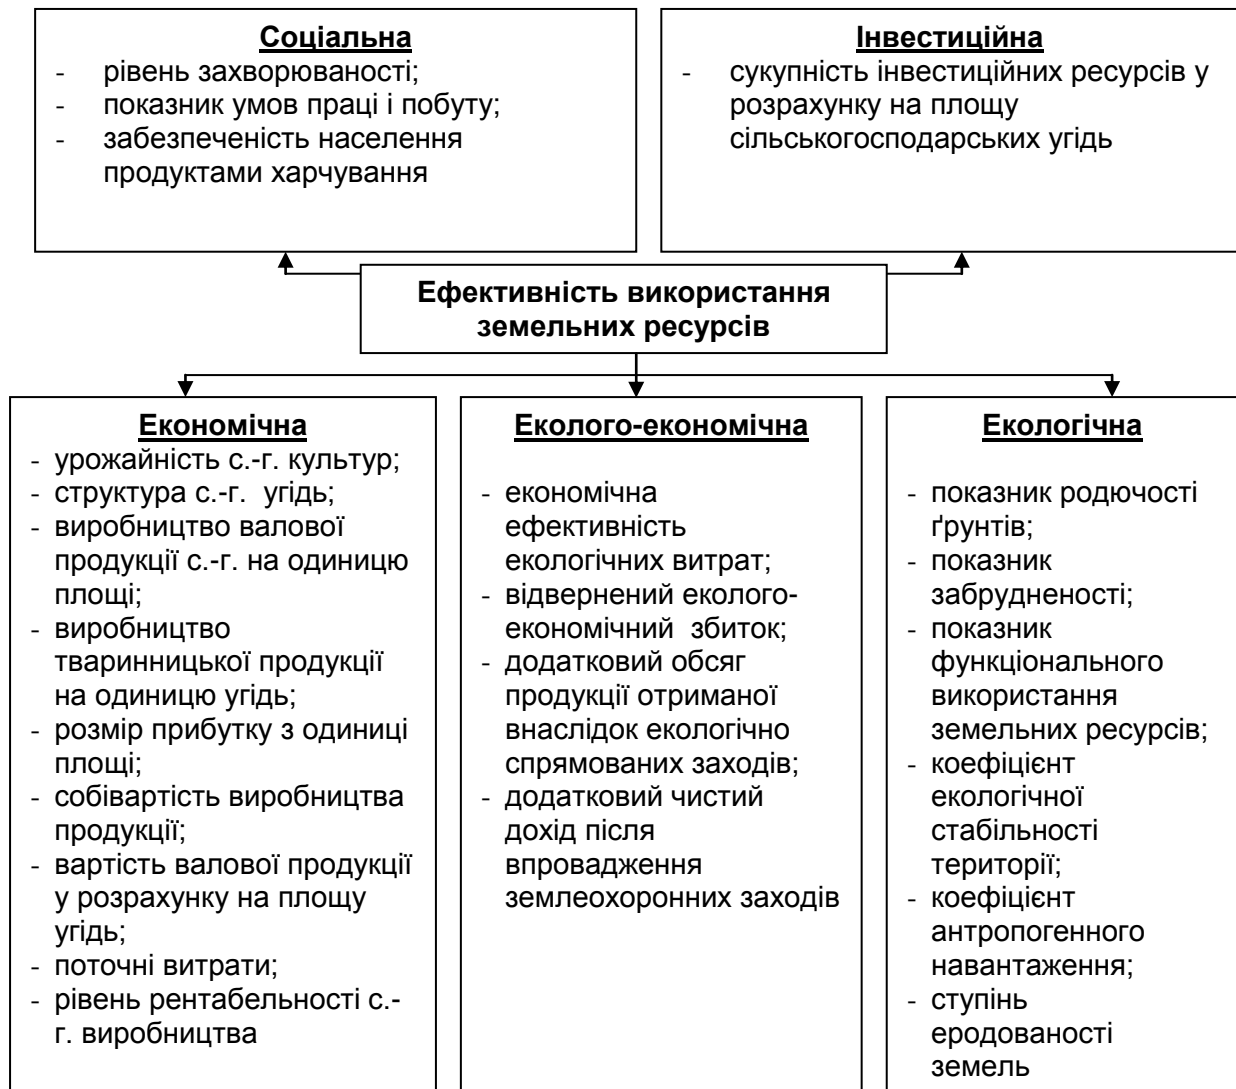 Соціальна
- рівень захворюваності;
- показник умов праці і побуту;
- забезпеченість населення
продуктами харчування
Інвестиційна
- сукупність інвестиційних ресурсів у
розрахунку на площу
сільськогосподарських угідь
Ефективність використання
земельних ресурсів
Економічна
- урожайність с.-г. культур;
- структура с.-г. угідь;
- виробництво валової
продукції с.-г. на одиницю
площі;
- виробництво
тваринницької продукції
на одиницю угідь;
- розмір прибутку з одиниці
площі;
- собівартість виробництва
продукції;
- вартість валової продукції
у розрахунку на площу
угідь;
- поточні витрати;
- рівень рентабельності с.-
г. виробництва
Еколого-економічна
- економічна
ефективність
екологічних витрат;
- відвернений еколого-
економічний збиток;
- додатковий обсяг
продукції отриманої
внаслідок екологічно
спрямованих заходів;
- додатковий чистий
дохід після
впровадження
землеохоронних заходів
Екологічна
- показник родючості
ґрунтів;
- показник
забрудненості;
- показник
функціонального
використання
земельних ресурсів;
- коефіцієнт
екологічної
стабільності
території;
- коефіцієнт
антропогенного
навантаження;
- ступінь
еродованості
земель